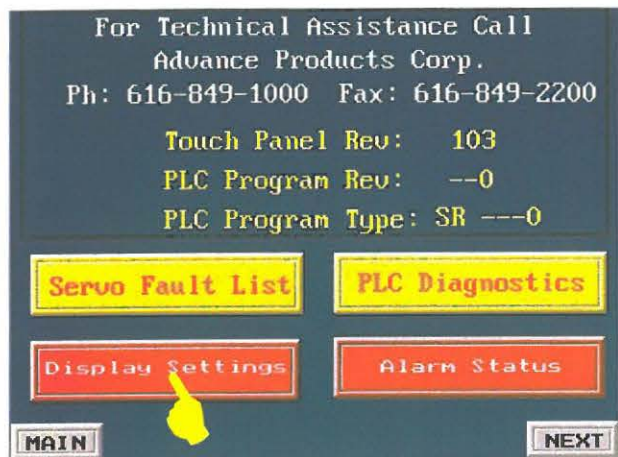 For Technical Assistance Call
Advance Products Corp.
Ph: 616-849-1000 Fax: 616-849-2200
Touch Panel Rev: 103
PLC Program Rev: --0
PLC Program Type: SR ---0
Servo Fault List PLC Diagnostics
Display Settings Alarm Status
MAIN NEXT